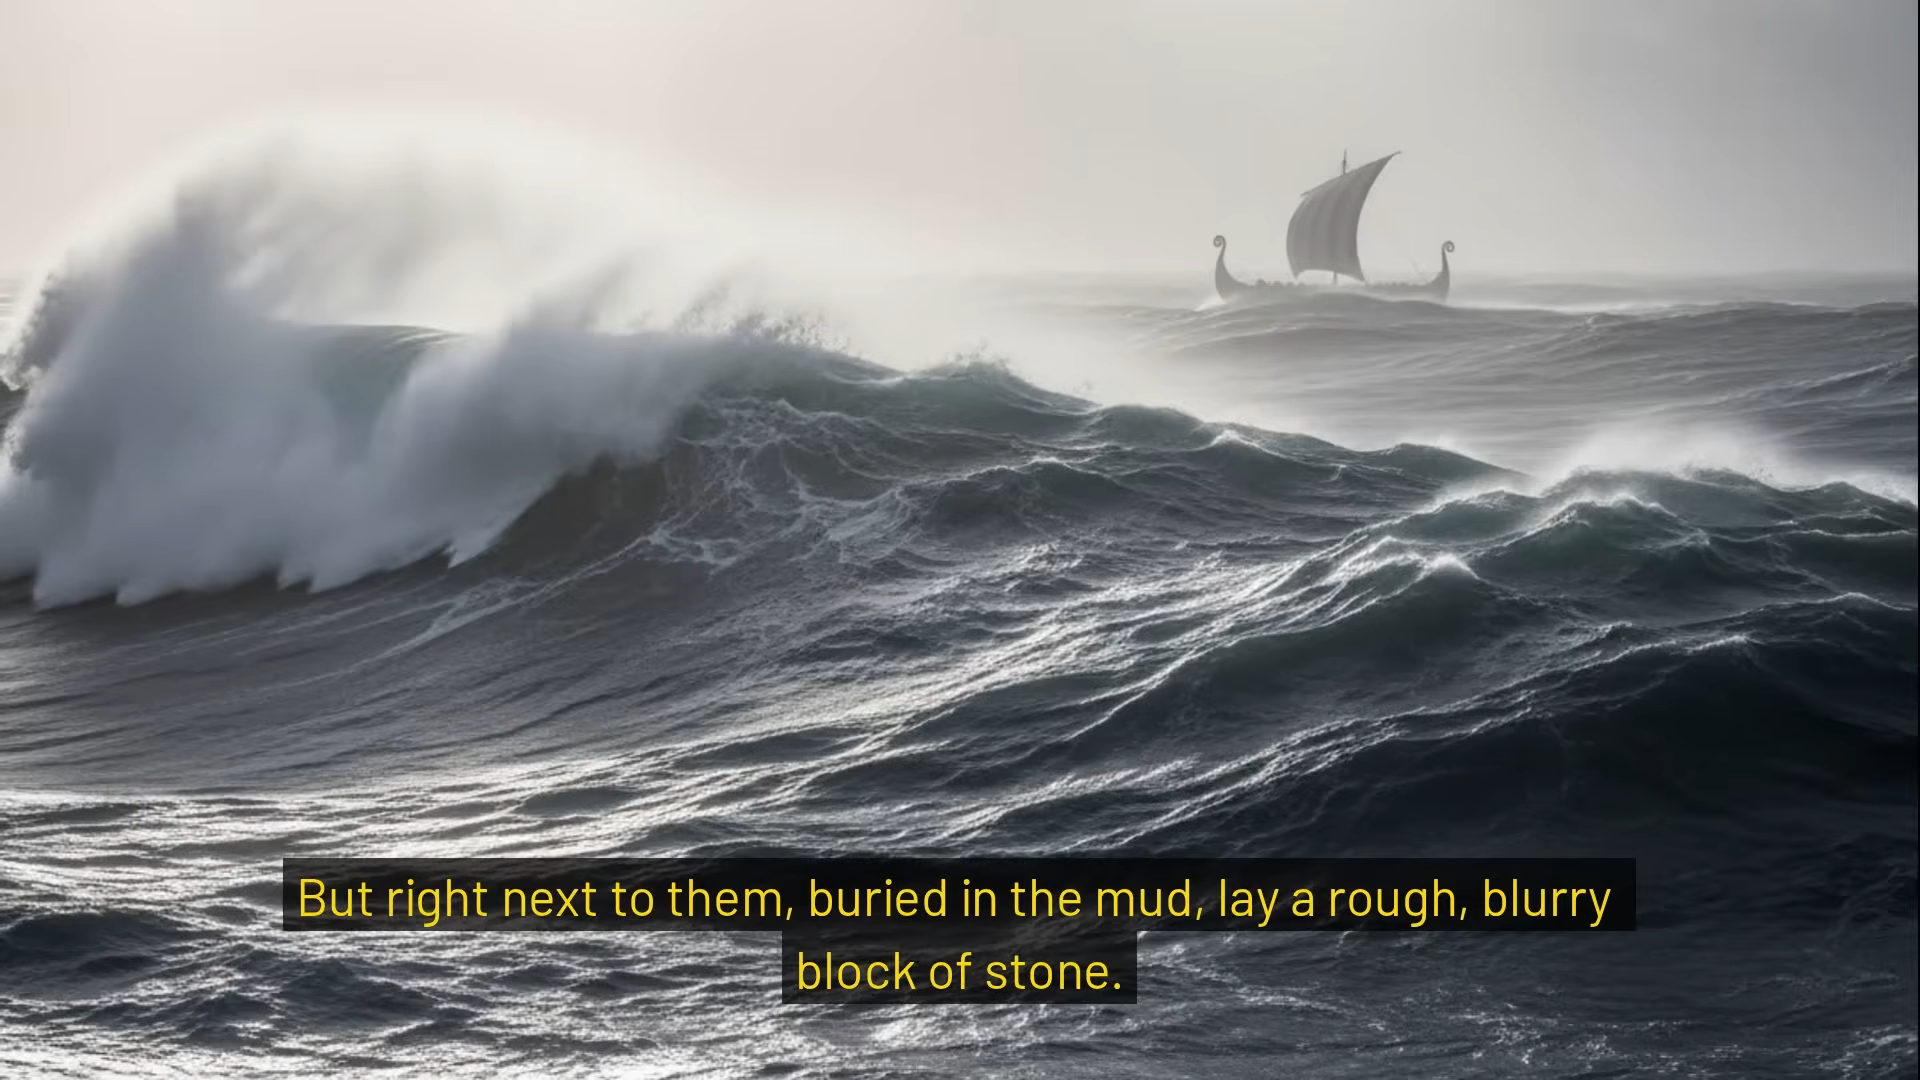 But right next to them, buried in the mud, lay a rough, blurry
block of stone.